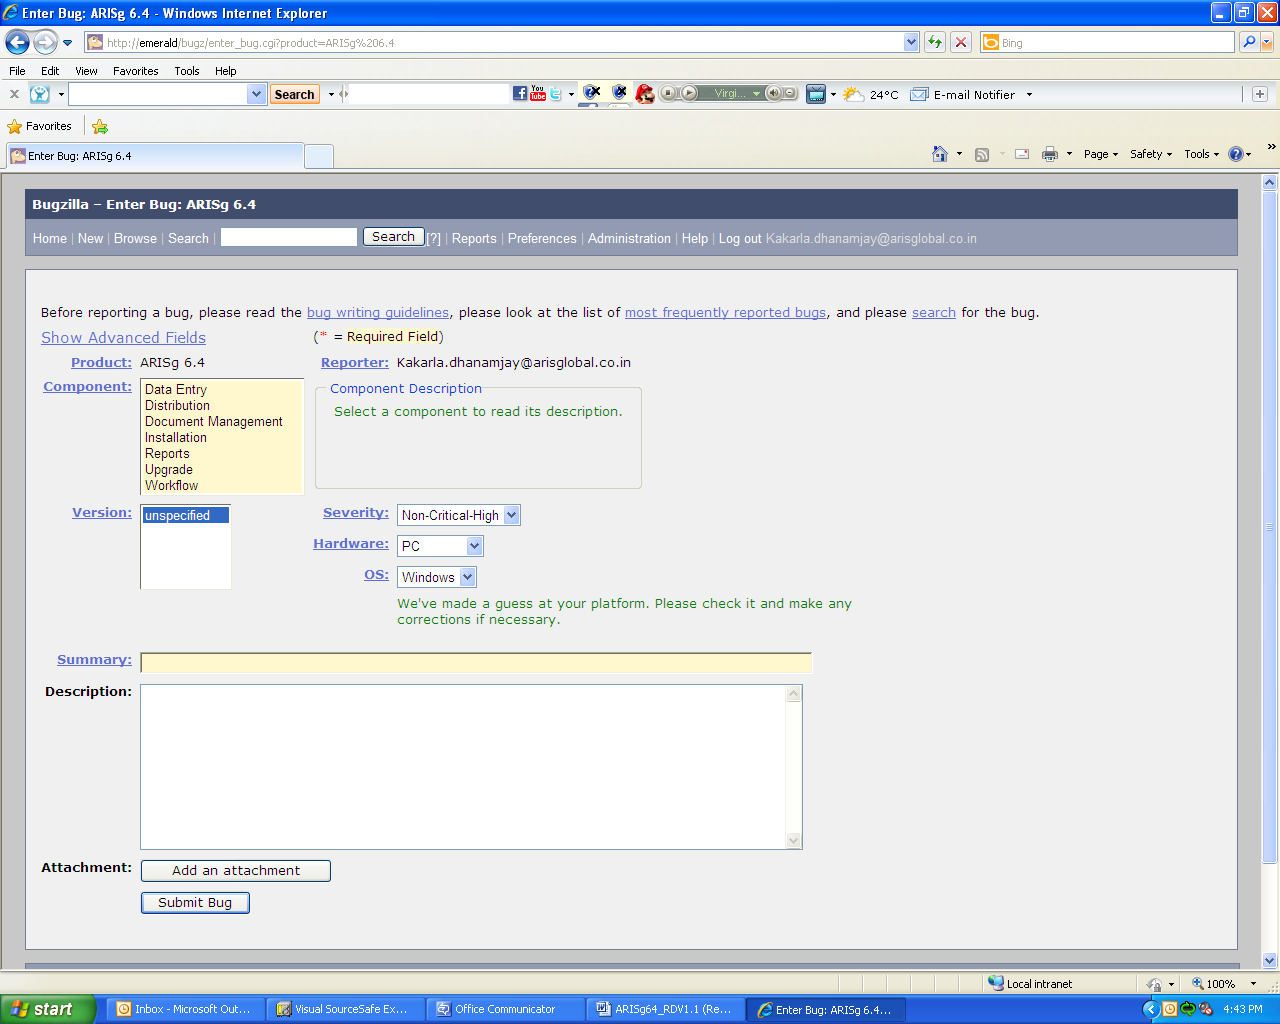 Enter Bug: ARISg 6.4 - Windows Internet Explorer
http://emerald/bugz/enter_bug.cgi?product=ARISg%206.4
Bing
File Edit View Favorites Tools Help
Search You Tube Virgi... 24°C E-mail Notifier
Favorites
Enter Bug: ARISg 6.4
Page Safety Tools
Bugzilla – Enter Bug: ARISg 6.4
Home | New | Browse | Search | Search [?] | Reports | Preferences | Administration | Help | Log out Kakarla.dhanamjay@arisglobal.co.in
Before reporting a bug, please read the bug writing guidelines, please look at the list of most frequently reported bugs, and please search for the bug.
Show Advanced Fields (* = Required Field)
Product: ARISg 6.4 Reporter: Kakarla.dhanamjay@arisglobal.co.in
Component:
Data Entry
Distribution
Document Management
Installation
Reports
Upgrade
Workflow
Component Description
Select a component to read its description.
Version: unspecified
Severity: Non-Critical-High
Hardware: PC
OS: Windows
We've made a guess at your platform. Please check it and make any
corrections if necessary.
Summary:
Description:
Attachment: Add an attachment
Submit Bug
Local intranet 100%
start Inbox - Microsoft Out... Visual SourceSafe Ex... Office Communicator ARISg64_RDV1.1 (Re... Enter Bug: ARISg 6.4... 4:43 PM